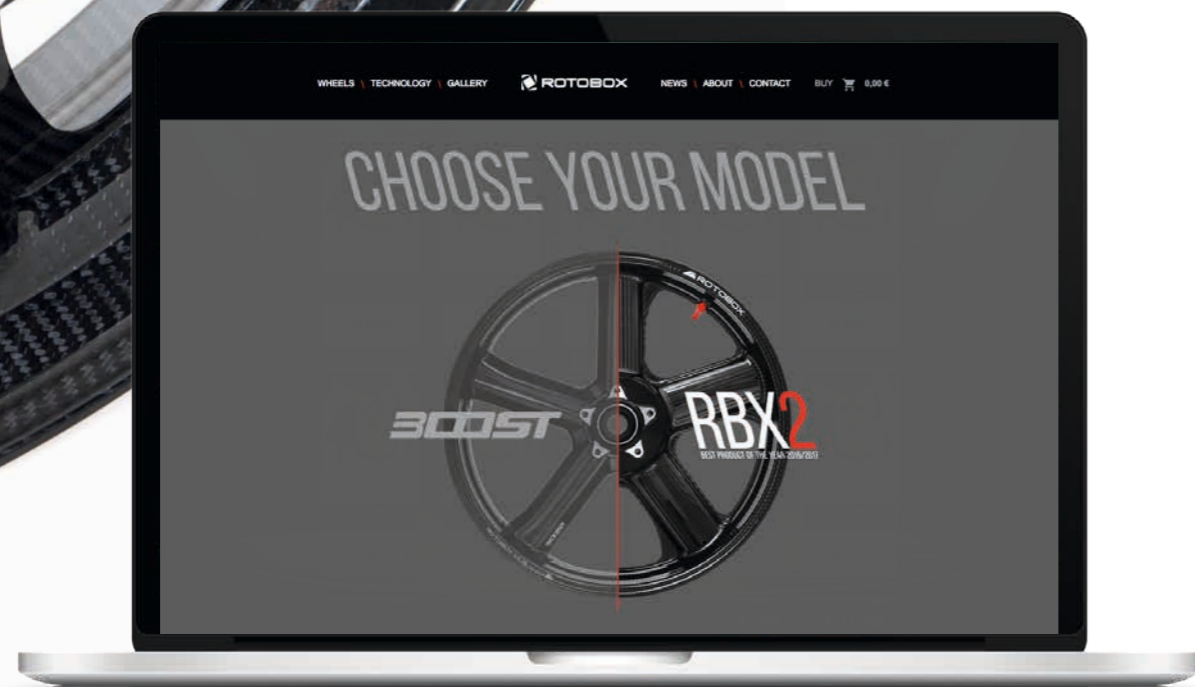 WHEELS \ TECHNOLOGY \ GALLERY ROTOBOX NEWS \ ABOUT \ CONTACT BUY 0,00 €
CHOOSE YOUR MODEL
ROTOBOX
BOOST
RBX2
BEST PRODUCT OF THE YEAR 2016/2017